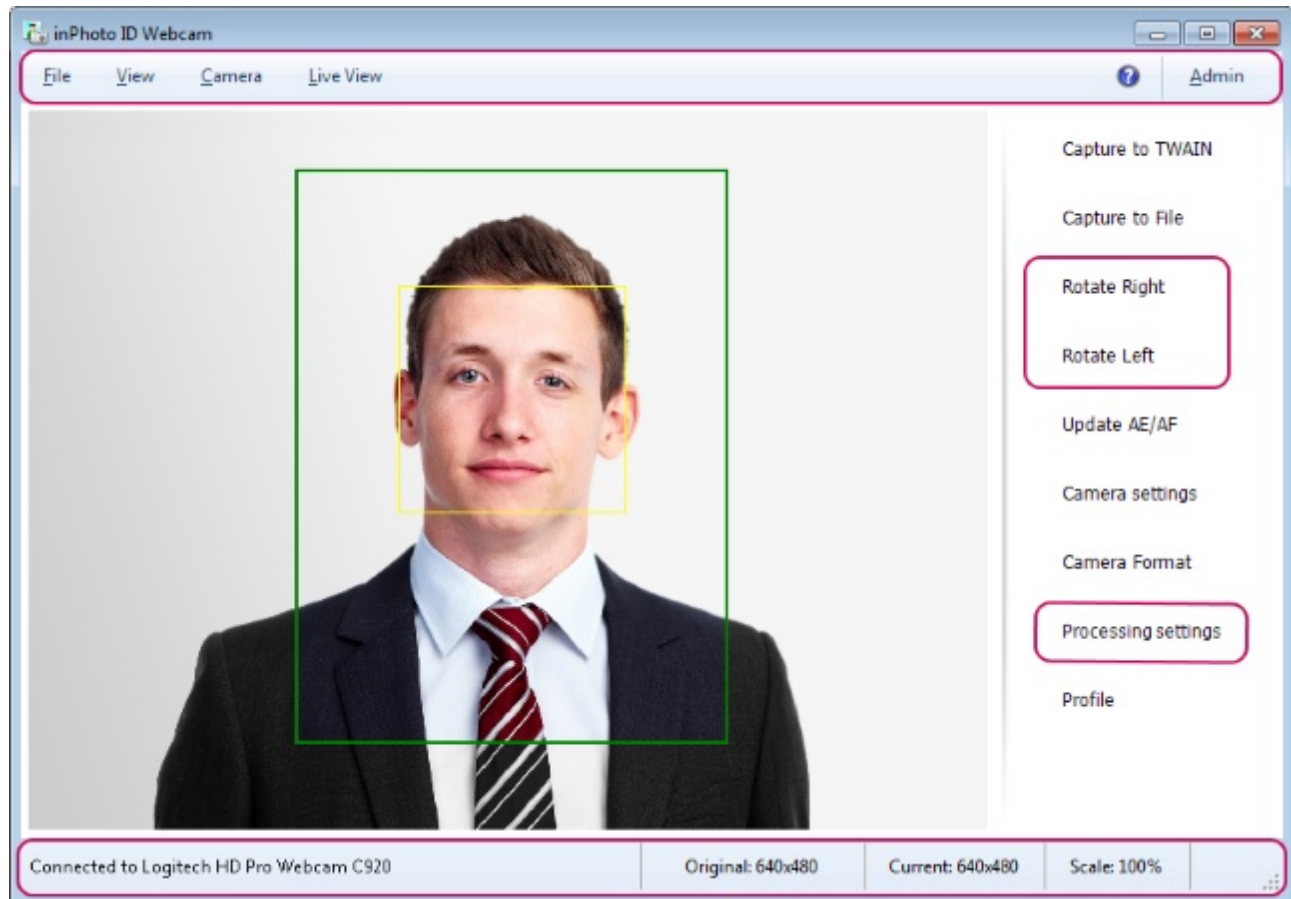 inPhoto ID Webcam
File View Camera Live View ? Admin
Capture to TWAIN
Capture to File
Rotate Right
Rotate Left
Update AE/AF
Camera settings
Camera Format
Processing settings
Profile
Connected to Logitech HD Pro Webcam C920 Original: 640x480 Current: 640x480 Scale: 100%